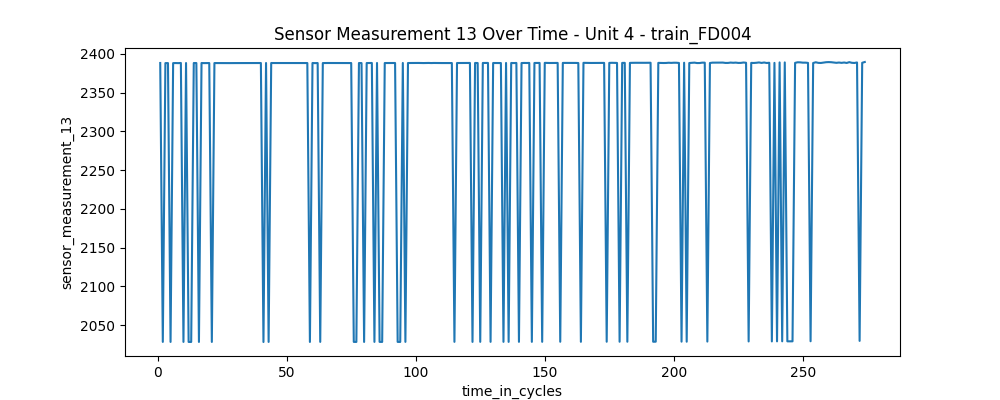 Sensor Measurement 13 Over Time - Unit 4 - train_FD004
sensor_measurement_13
2400
2350
2300
2250
2200
2150
2100
2050
0 50 100 150 200 250
time_in_cycles